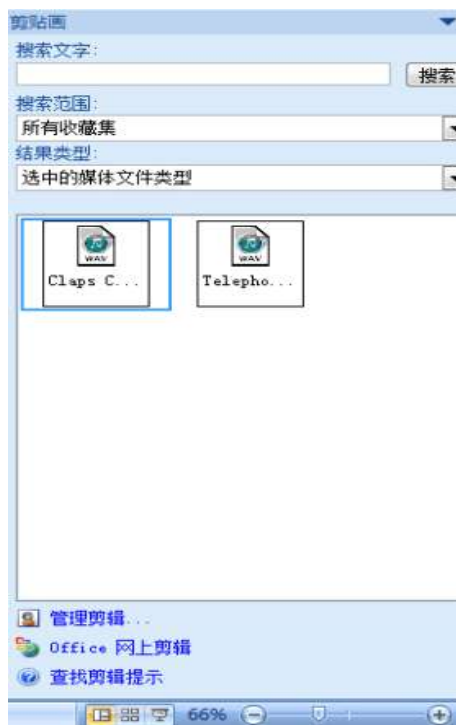 剪贴画
搜索文字:
搜索
搜索范围:
所有收藏集
结果类型:
选中的媒体文件类型
WAV WAV
Claps C... Telepho...
管理剪辑...
Office 网上剪辑
查找剪辑提示
66%